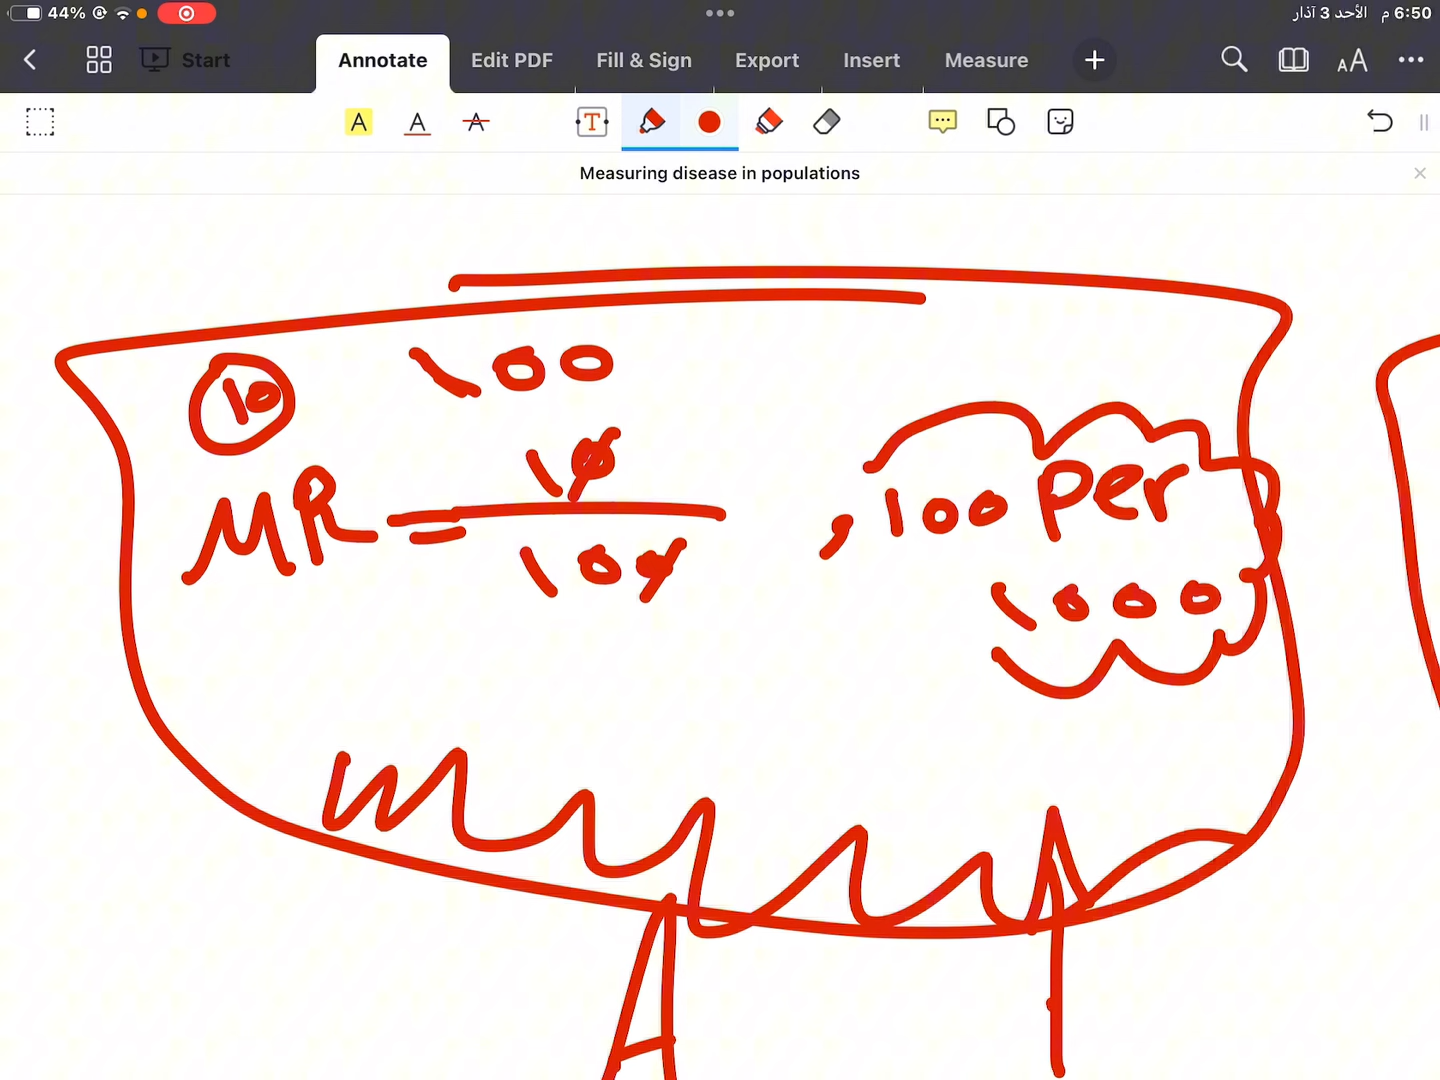 44%
الأحد 3 آذار 6:50 م
Start Annotate Edit PDF Fill & Sign Export Insert Measure
A A A T
Measuring disease in populations
10 100
MR = 10
100
, 100 per
1000